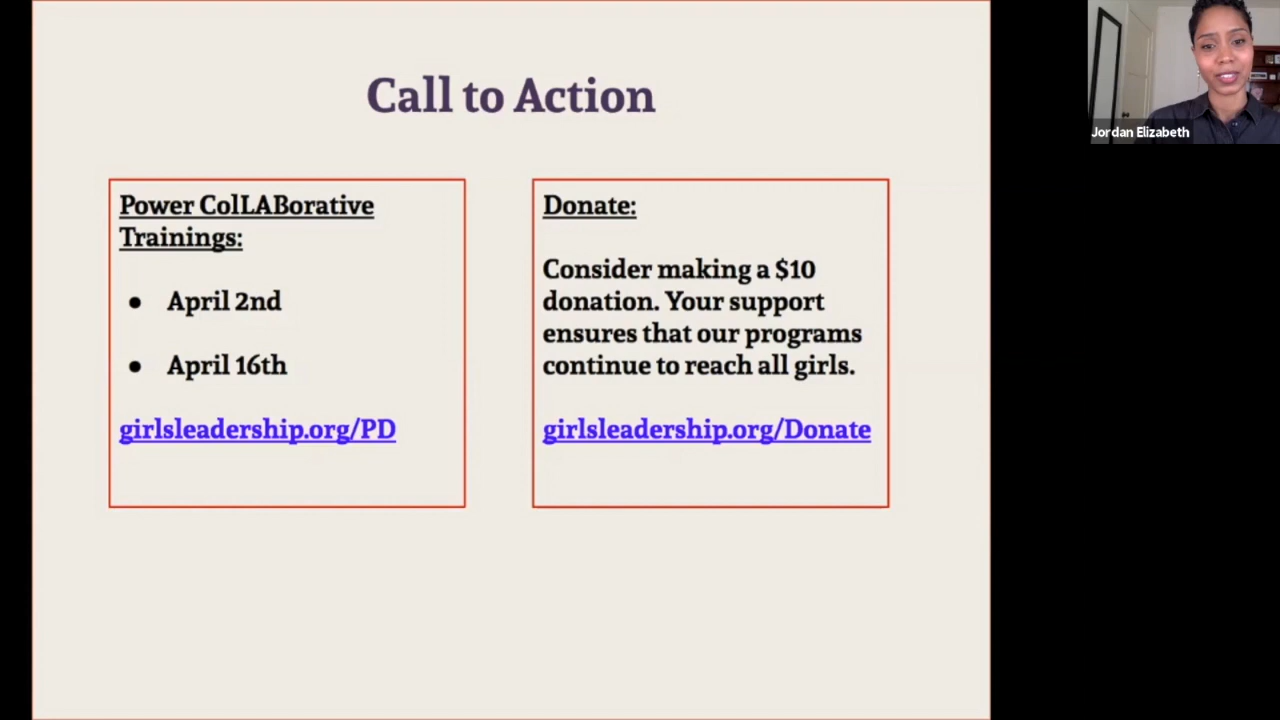 Call to Action
Power ColLABorative
Trainings:
● April 2nd
● April 16th
girlsleadership.org/PD
Donate:
Consider making a $10
donation. Your support
ensures that our programs
continue to reach all girls.
girlsleadership.org/Donate
Jordan Elizabeth